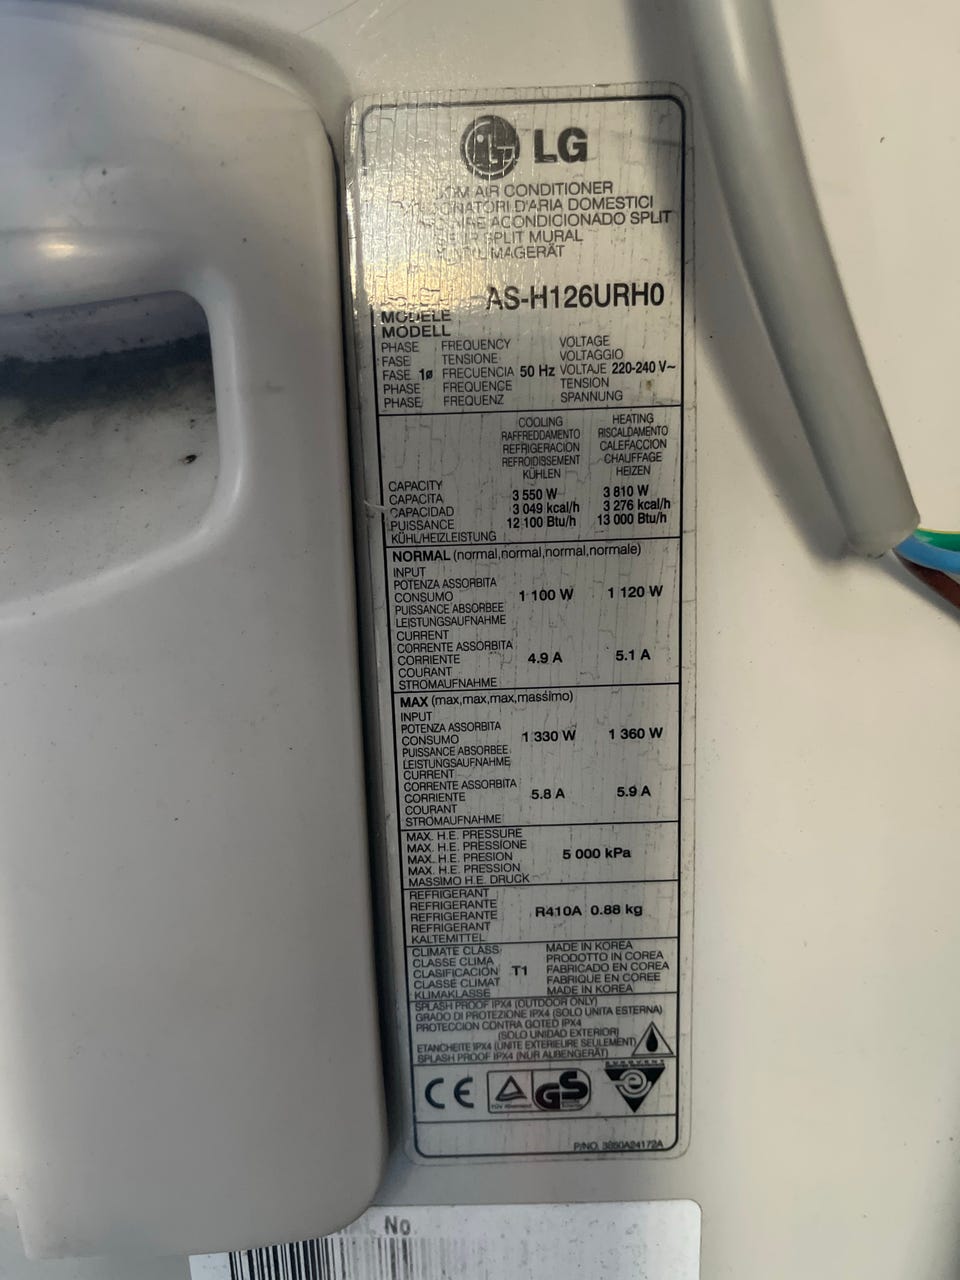 LG
AIR CONDITIONER
D'ARIA DOMESTICI
ACONDICIONADO SPLIT
SPLIT MURAL
AS-H126URH0
MODELE
MODELL
PHASE FREQUENCY VOLTAGE
FASE TENSIONE VOLTAGGIO
FASE 1ø FRECUENCIA 50 Hz VOLTAJE 220-240 V~
PHASE FREQUENCE TENSION
PHASE FREQUENZ SPANNUNG
COOLING HEATING
RAFFREDDAMENTO RISCALDAMENTO
REFRIGERACION CALEFACCION
REFROIDISSEMENT CHAUFFAGE
KÜHLEN HEIZEN
CAPACITY
CAPACITA 3 550 W 3 810 W
CAPACIDAD 3 049 kcal/h 3 276 kcal/h
PUISSANCE 12 100 Btu/h 13 000 Btu/h
KÜHL/HEIZLEISTUNG
NORMAL (normal,normal,normal,normale)
INPUT
POTENZA ASSORBITA
CONSUMO 1 100 W 1 120 W
PUISSANCE ABSORBEE
LEISTUNGSAUFNAHME
CURRENT
CORRENTE ASSORBITA
CORRIENTE 4.9 A 5.1 A
COURANT
STROMAUFNAHME
MAX (max,max,max,massimo)
INPUT
POTENZA ASSORBITA
CONSUMO 1 330 W 1 360 W
PUISSANCE ABSORBEE
LEISTUNGSAUFNAHME
CURRENT
CORRENTE ASSORBITA
CORRIENTE 5.8 A 5.9 A
COURANT
STROMAUFNAHME
MAX. H.E. PRESSURE
MAX. H.E. PRESSIONE
MAX. H.E. PRESION 5 000 kPa
MAX. H.E. PRESSION
MASSIMO H.E. DRUCK
REFRIGERANT
REFRIGERANTE
REFRIGERANTE R410A 0.88 kg
REFRIGERANT
KALTEMITTEL
CLIMATE CLASS MADE IN KOREA
CLASSE CLIMA PRODOTTO IN COREA
CLASIFICACIÓN T1 FABRICADO EN COREA
CLASSE CLIMAT FABRIQUE EN COREE
KLIMAKLASSE MADE IN KOREA
SPLASH PROOF IPX4 (OUTDOOR ONLY)
GRADO DI PROTEZIONE IPX4 (SOLO UNITA ESTERNA)
PROTECCION CONTRA GOTED IPX4
(SOLO UNIDAD EXTERIOR)
ETANCHEITE IPX4 (UNITE EXTERIEURE SEULEMENT)
SPLASH PROOF IPX4 (NUR AUBENGERÄT)
CE GS
P/NO. 3850A24172A
No.